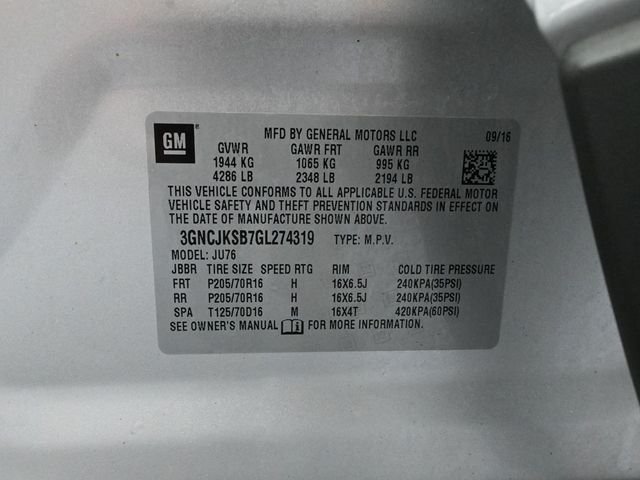 GM ®
MFD BY GENERAL MOTORS LLC 09/16
GVWR GAWR FRT GAWR RR
1944 KG 1065 KG 995 KG
4286 LB 2348 LB 2194 LB
THIS VEHICLE CONFORMS TO ALL APPLICABLE U.S. FEDERAL MOTOR
VEHICLE SAFETY AND THEFT PREVENTION STANDARDS IN EFFECT ON
THE DATE OF MANUFACTURE SHOWN ABOVE.
3GNCJKSB7GL274319 TYPE: M.P.V.
MODEL: JU76
JBBR TIRE SIZE SPEED RTG RIM COLD TIRE PRESSURE
FRT P205/70R16 H 16X6.5J 240KPA(35PSI)
RR P205/70R16 H 16X6.5J 240KPA(35PSI)
SPA T125/70D16 M 16X4T 420KPA(60PSI)
SEE OWNER'S MANUAL FOR MORE INFORMATION.